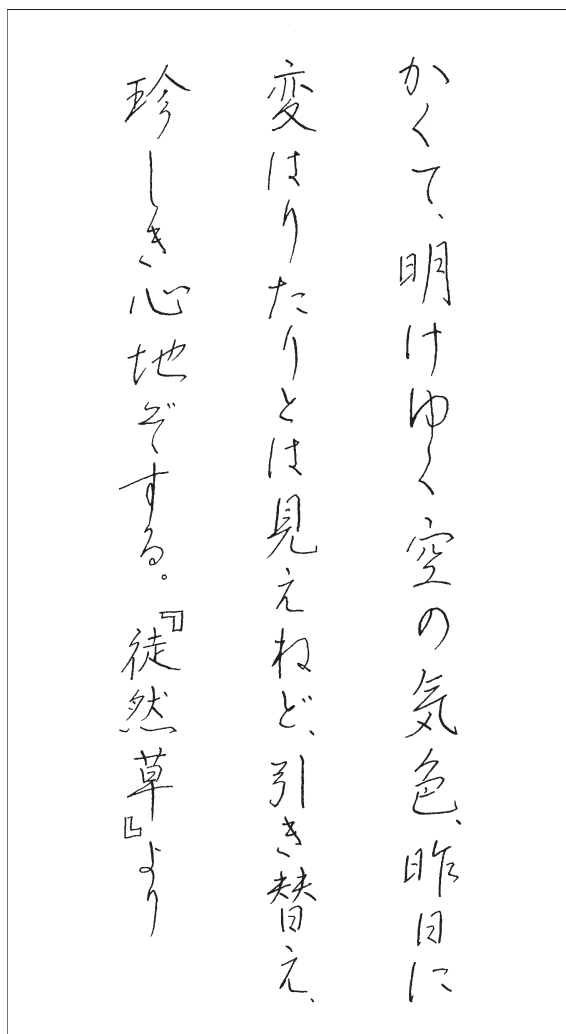 かくて、明けゆく空の気色、昨日に
変はりたりとは見えねど、引き替え、
珍しき心地ぞする。『徒然草』より